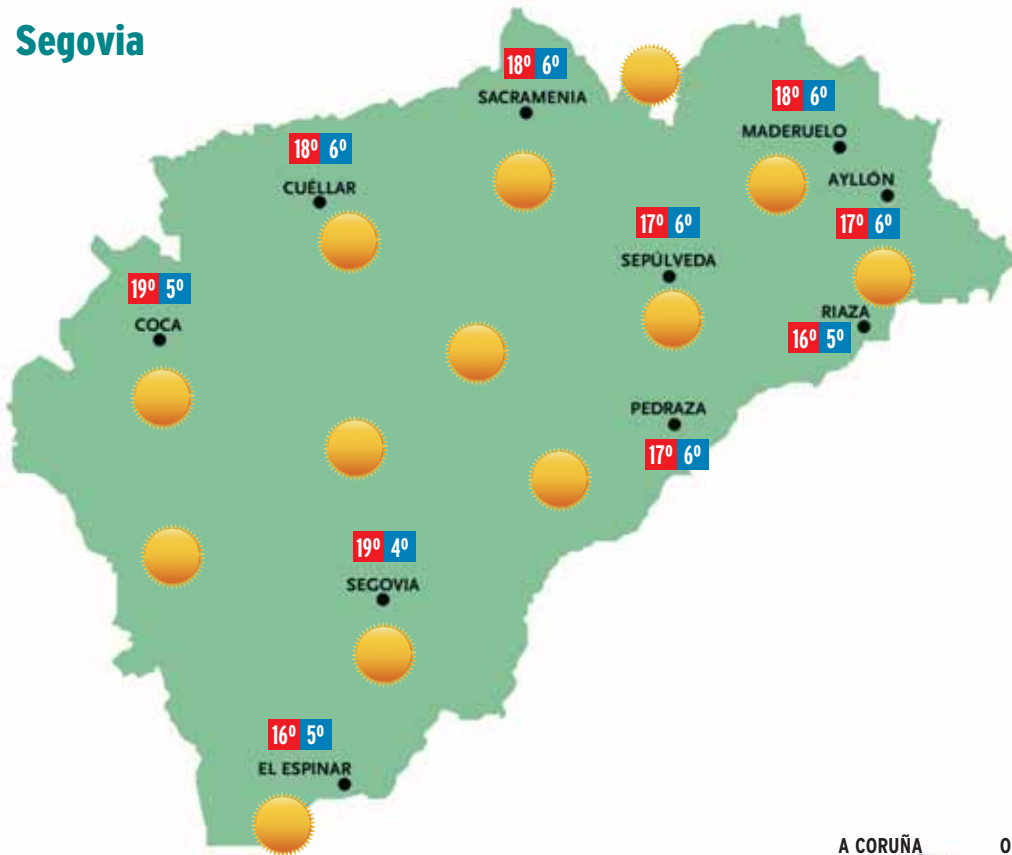 Segovia
18º 6º
SACRAMENIA
18º 6º
MADERUELO
18º 6º
CUÉLLAR
AYLLÓN
17º 6º
17º 6º
SEPÚLVEDA
19º 5º
COCA
RIAZA
16º 5º
PEDRAZA
17º 6º
19º 4º
SEGOVIA
16º 5º
EL ESPINAR
A CORUÑA